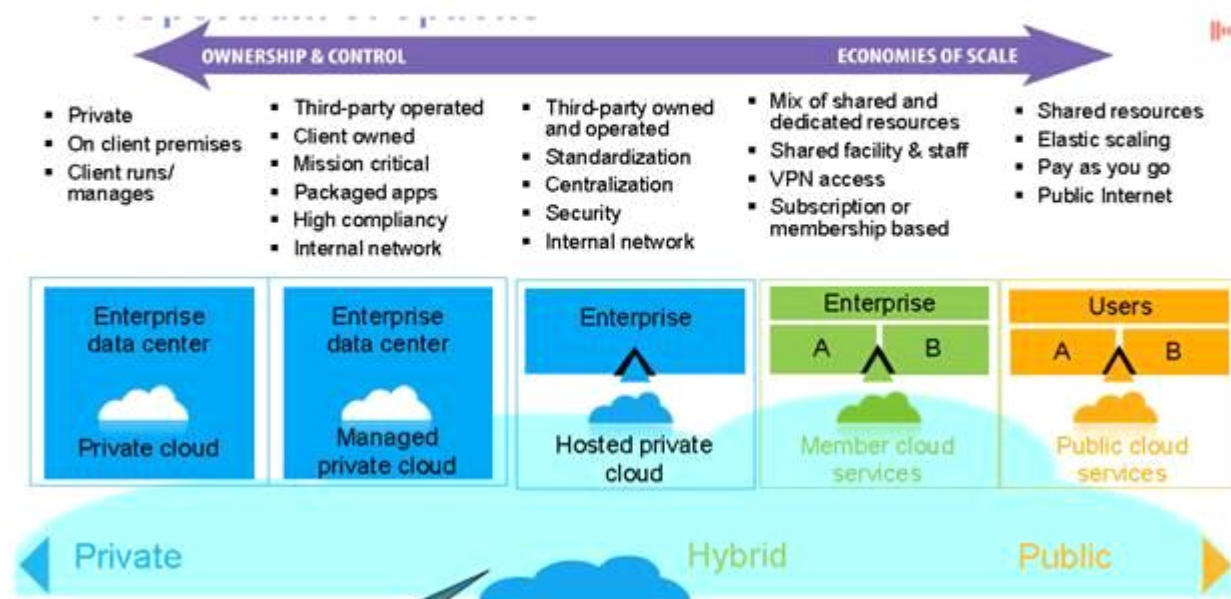 OWNERSHIP & CONTROL
ECONOMIES OF SCALE
▪ Private
▪ On client premises
▪ Client runs/
manages
▪ Third-party operated
▪ Client owned
▪ Mission critical
▪ Packaged apps
▪ High compliancy
▪ Internal network
▪ Third-party owned
and operated
▪ Standardization
▪ Centralization
▪ Security
▪ Internal network
▪ Mix of shared and
dedicated resources
▪ Shared facility & staff
▪ VPN access
▪ Subscription or
membership based
▪ Shared resources
▪ Elastic scaling
▪ Pay as you go
▪ Public Internet
Enterprise
data center
Private cloud
Enterprise
data center
Managed
private cloud
Enterprise
Hosted private
cloud
Enterprise
A B
Member cloud
services
Users
A B
Public cloud
services
Private
Hybrid
Public